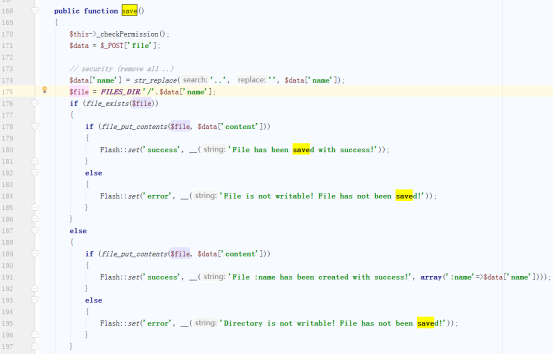 168
169 public function save()
170 {
171 $this->_checkPermission();
172 $data = $_POST['file'];
173 // security (remove all ..)
174 $data['name'] = str_replace( search: '..', replace: '', $data['name']);
175 $file = FILES_DIR.'/'.$data['name'];
176 if (file_exists($file))
177 {
178 if (file_put_contents($file, $data['content']))
179 {
180 Flash::set('success', __( string: 'File has been saved with success!'));
181 }
182 else
183 {
184 Flash::set('error', __( string: 'File is not writable! File has not been saved!'));
185 }
186 }
187 else
188 {
189 if (file_put_contents($file, $data['content']))
190 {
191 Flash::set('success', __( string: 'File :name has been created with success!', array(':name'=>$data['name'])));
192 }
193 else
194 {
195 Flash::set('error', __( string: 'Directory is not writable! File has not been saved!'));
196 }
197 }